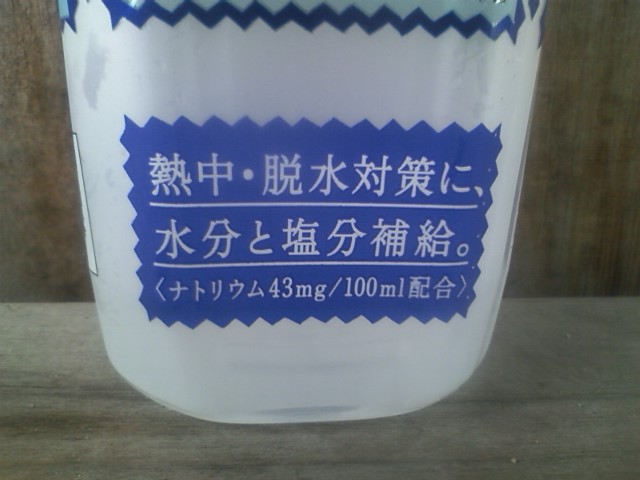 熱中・脱水対策に、
水分と塩分補給。
〈ナトリウム43mg/100ml配合〉